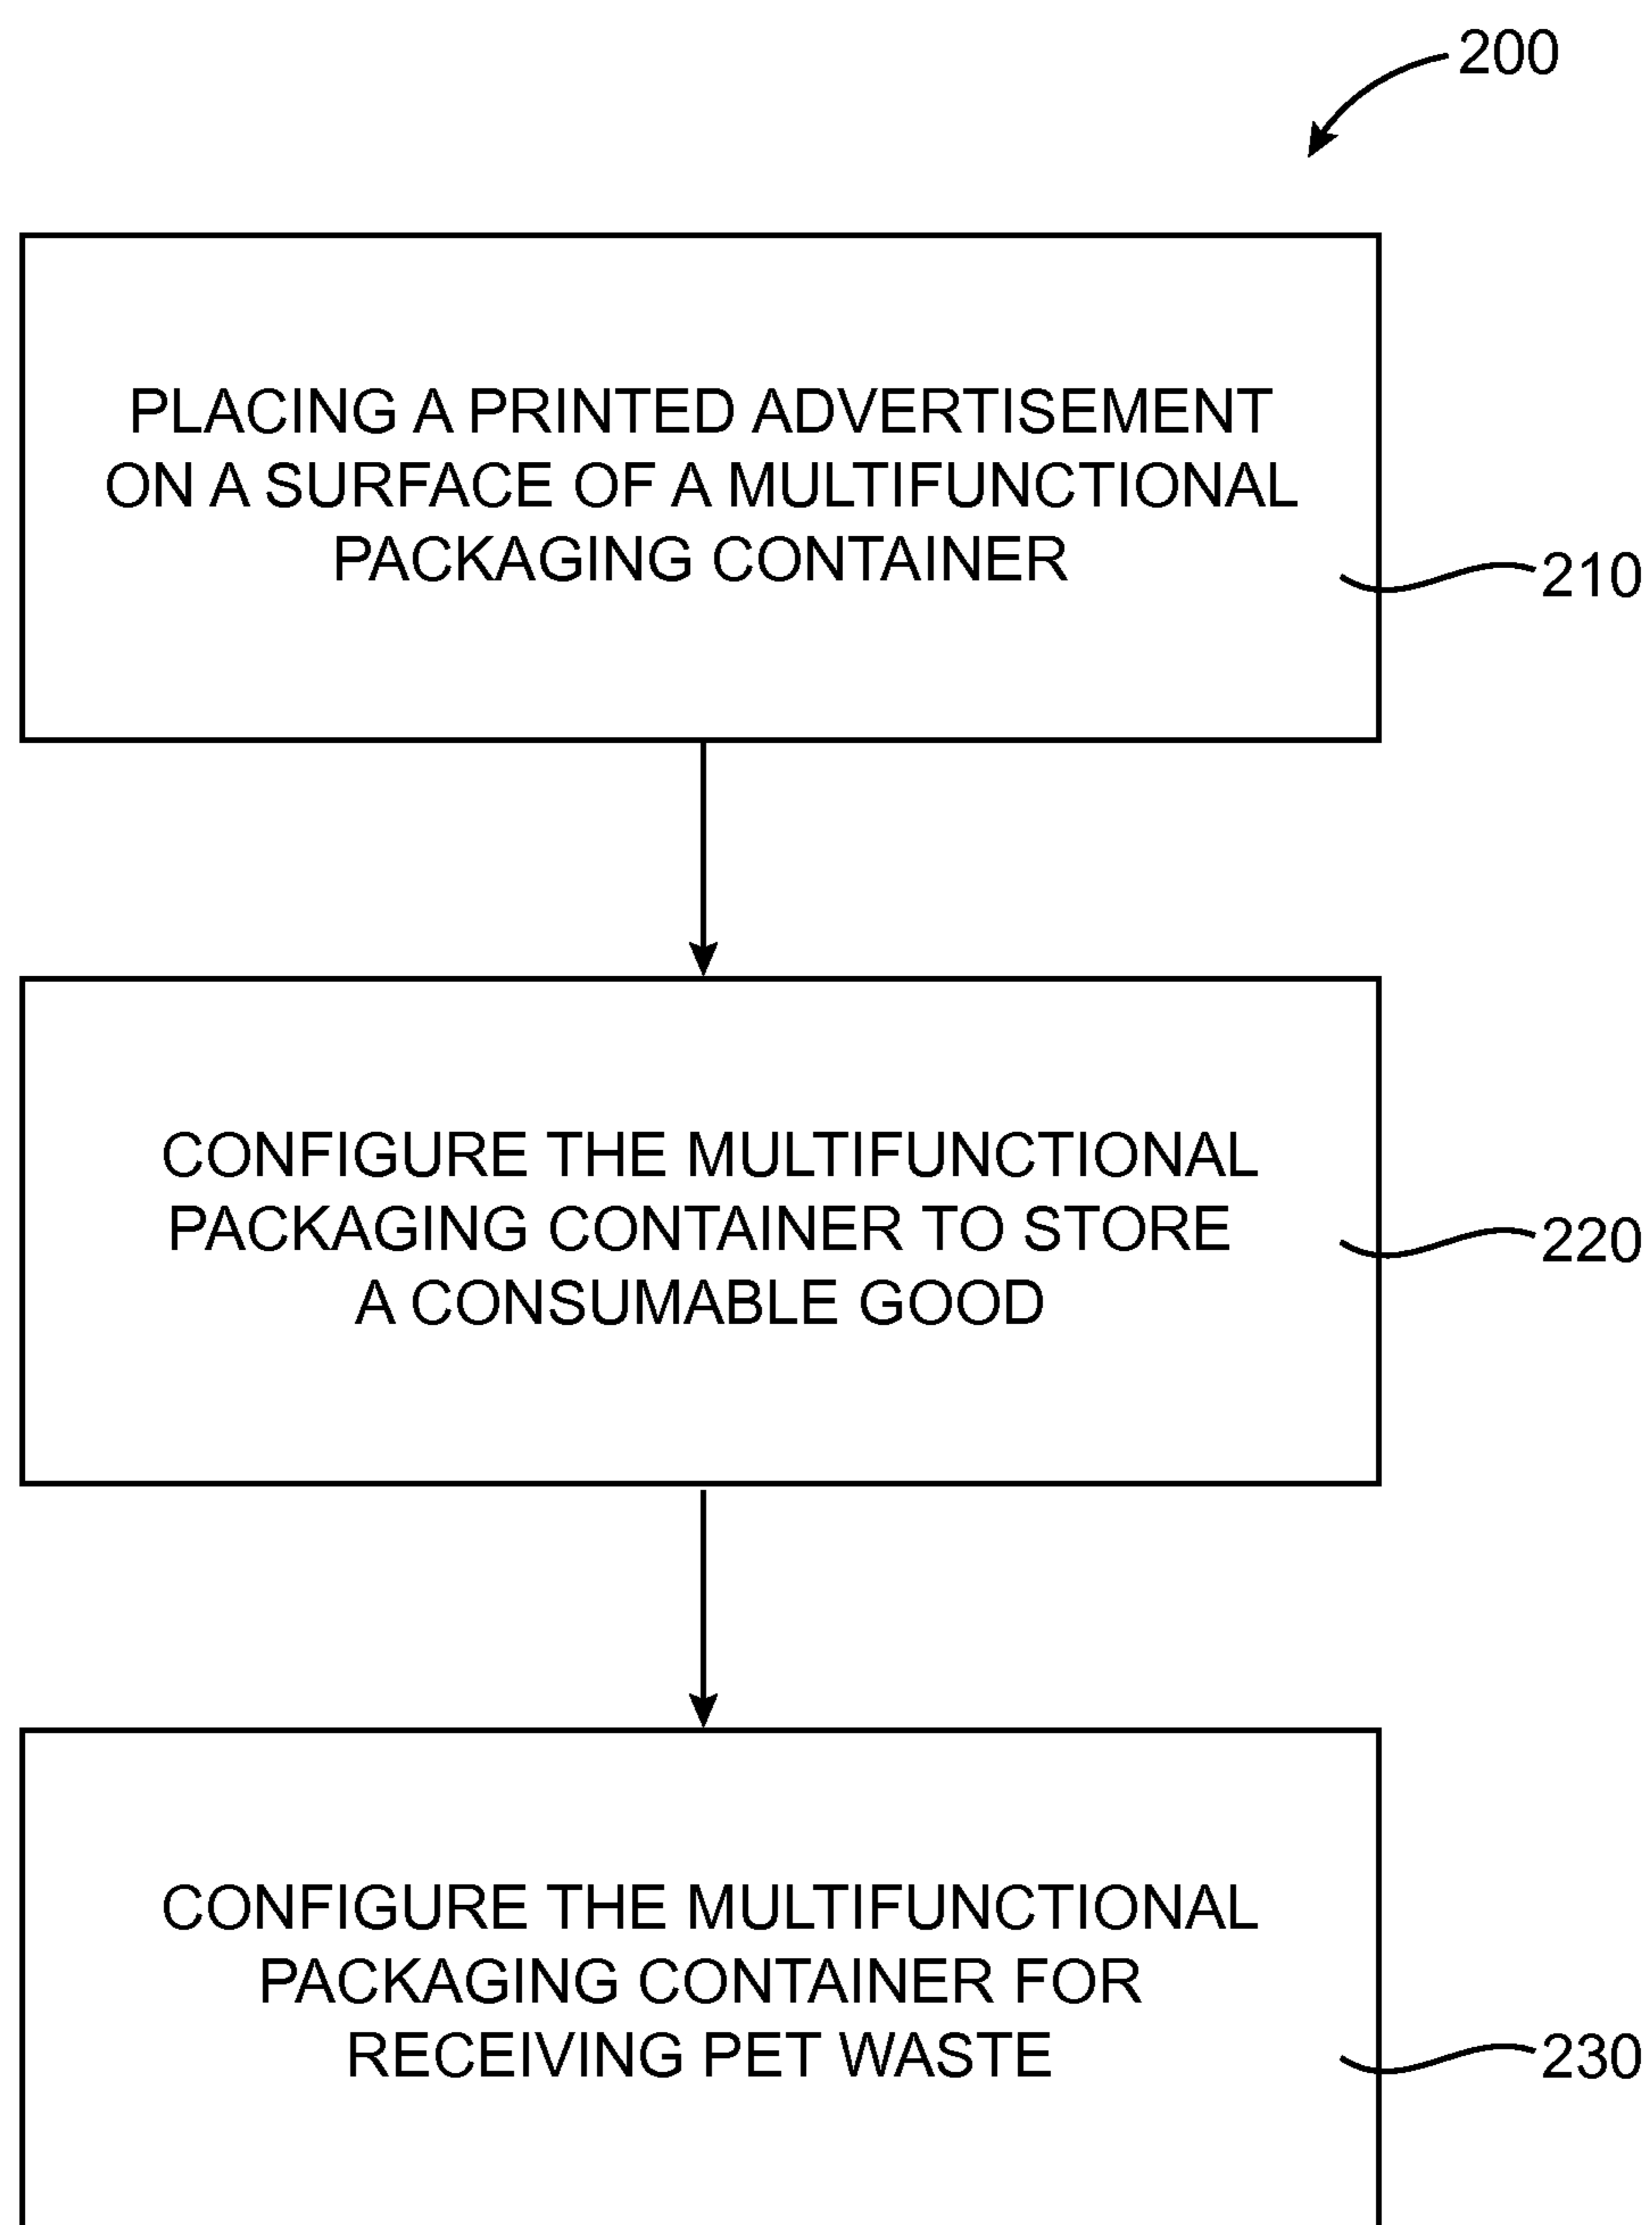 200
PLACING A PRINTED ADVERTISEMENT
ON A SURFACE OF A MULTIFUNCTIONAL
PACKAGING CONTAINER
210
CONFIGURE THE MULTIFUNCTIONAL
PACKAGING CONTAINER TO STORE
A CONSUMABLE GOOD
220
CONFIGURE THE MULTIFUNCTIONAL
PACKAGING CONTAINER FOR
RECEIVING PET WASTE
230